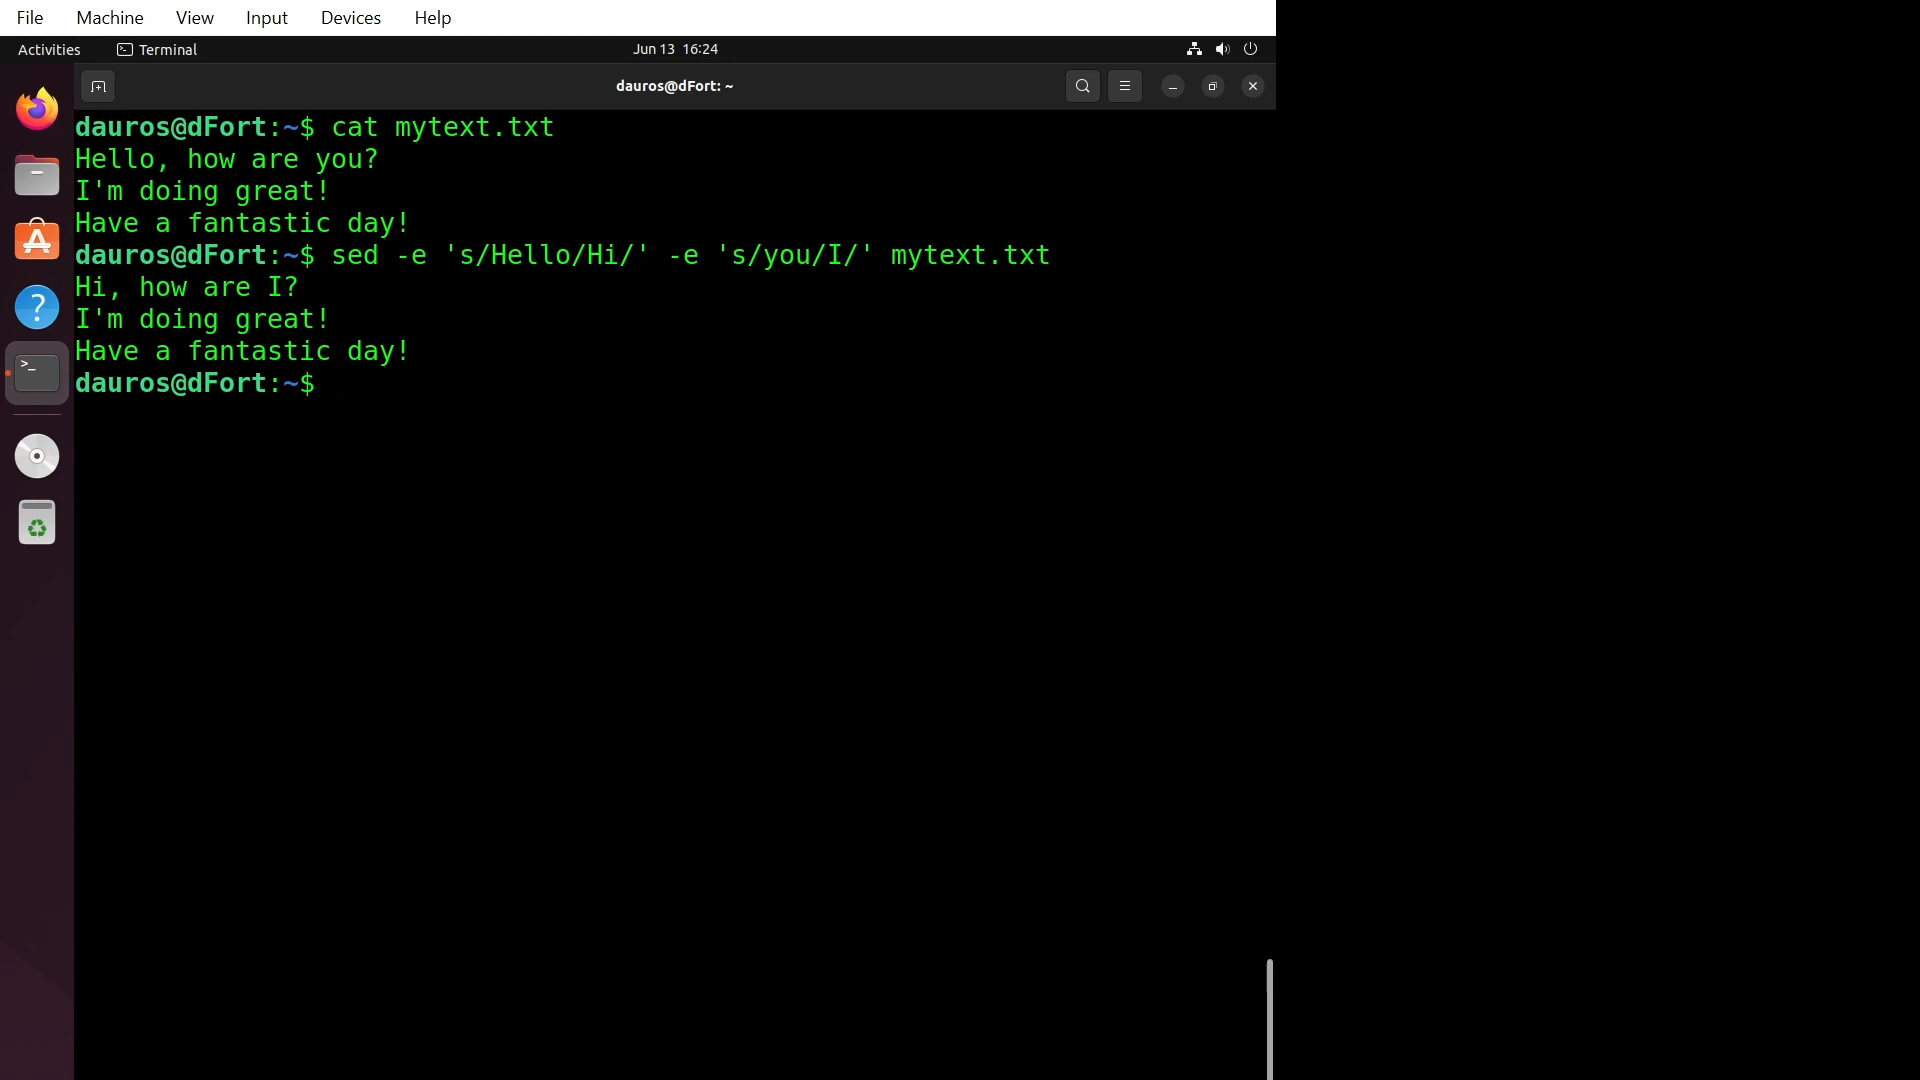 File Machine View Input Devices Help
Activities Terminal Jun 13 16:24
dauros@dFort: ~
dauros@dFort:~$ cat mytext.txt
Hello, how are you?
I'm doing great!
Have a fantastic day!
dauros@dFort:~$ sed -e 's/Hello/Hi/' -e 's/you/I/' mytext.txt
Hi, how are I?
I'm doing great!
Have a fantastic day!
dauros@dFort:~$